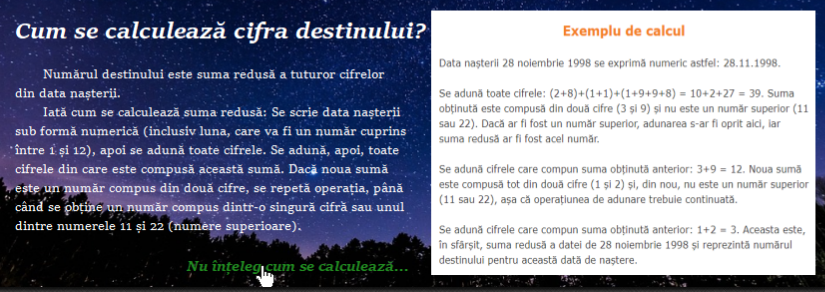 Cum se calculează cifra destinului?
Numărul destinului este suma redusă a tuturor cifrelor
din data nașterii.
Iată cum se calculează suma redusă: Se scrie data nașterii
sub formă numerică (inclusiv luna, care va fi un număr cuprins
între 1 și 12), apoi se adună toate cifrele. Se adună, apoi, toate
cifrele din care este compusă această sumă. Dacă noua sumă
este un număr compus din două cifre, se repetă operația, până
când se obține un număr compus dintr-o singură cifră sau unul
dintre numerele 11 și 22 (numere superioare).
Nu înțeleg cum se calculează...
Exemplu de calcul
Data nașterii 28 noiembrie 1998 se exprimă numeric astfel: 28.11.1998.
Se adună toate cifrele: (2+8)+(1+1)+(1+9+9+8) = 10+2+27 = 39. Suma
obținută este compusă din două cifre (3 și 9) și nu este un număr superior (11
sau 22). Dacă ar fi fost un număr superior, adunarea s-ar fi oprit aici, iar
suma redusă ar fi fost acel număr.
Se adună cifrele care compun suma obținută anterior: 3+9 = 12. Noua sumă
este compusă tot din două cifre (1 și 2) și, din nou, nu este un număr superior
(11 sau 22), așa că operațiunea de adunare trebuie continuată.
Se adună cifrele care compun suma obținută anterior: 1+2 = 3. Aceasta este,
în sfârșit, suma redusă a datei de 28 noiembrie 1998 și reprezintă numărul
destinului pentru această dată de naștere.